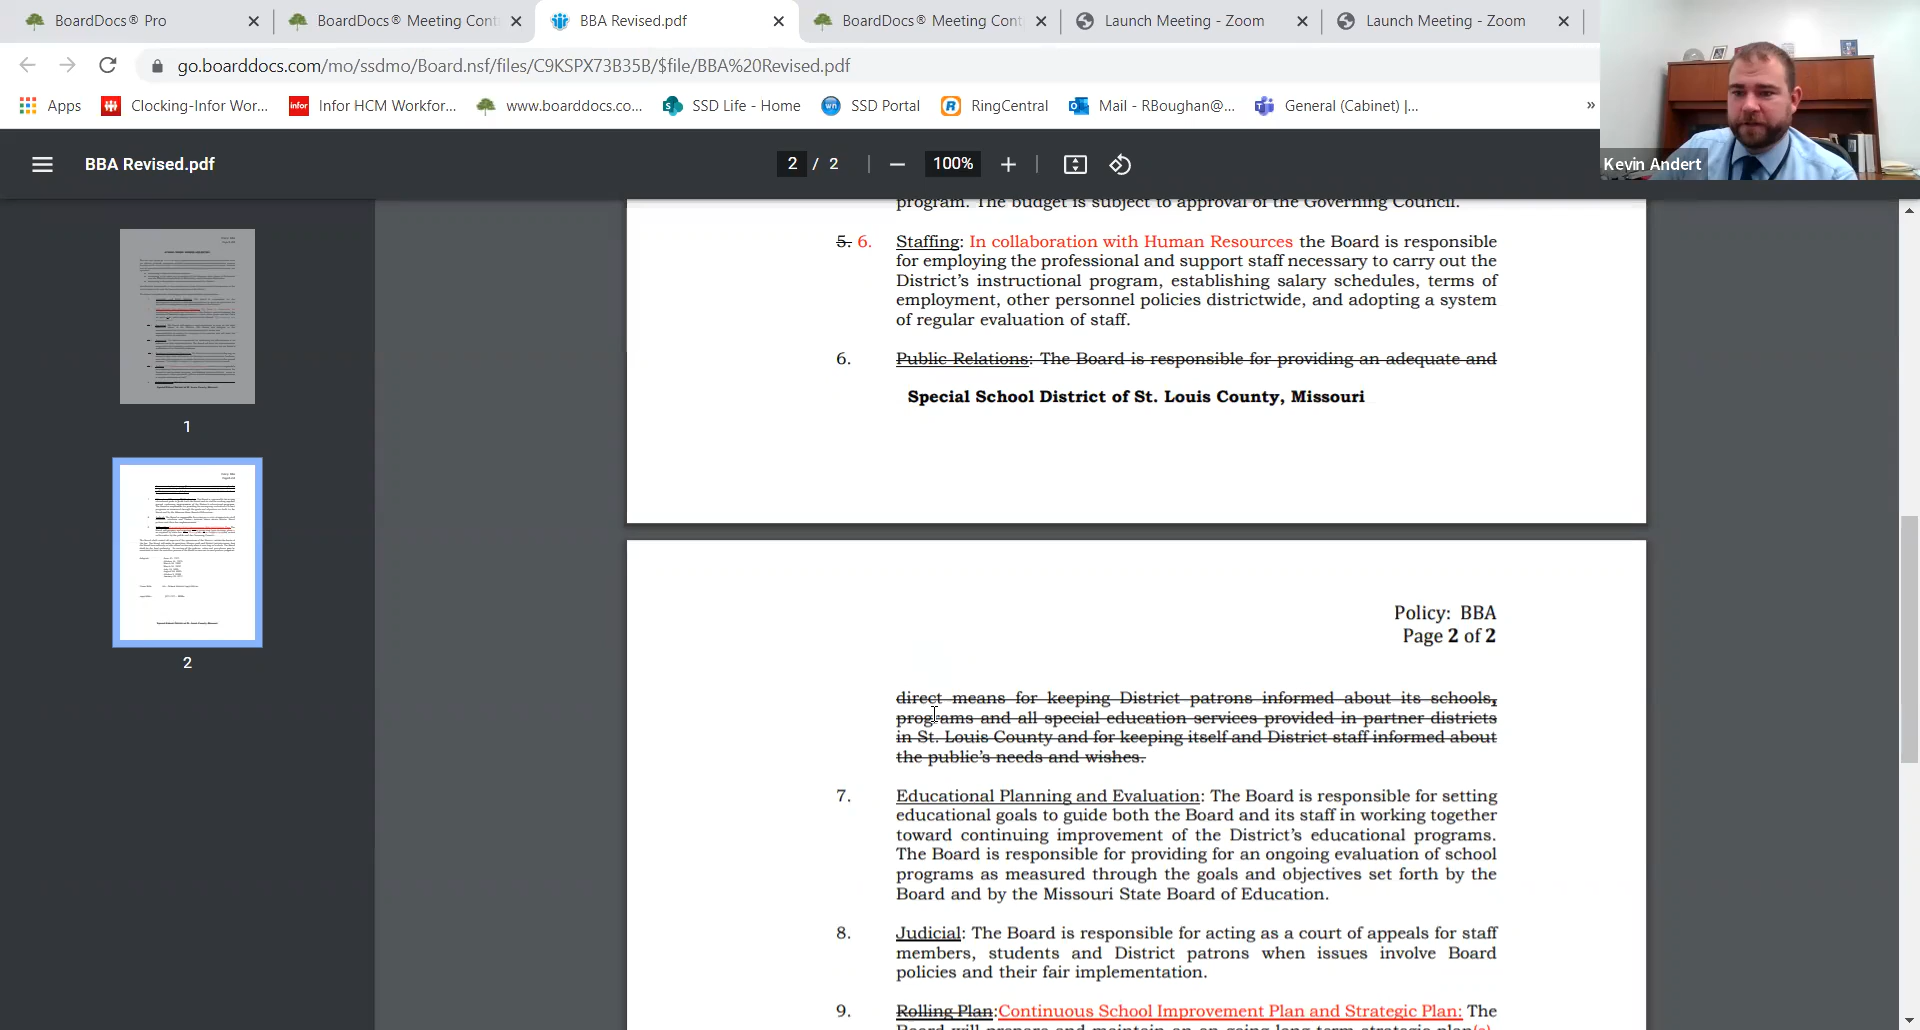 BoardDocs® Pro
BoardDocs® Meeting Cont
BBA Revised.pdf
BoardDocs® Meeting Cont
Launch Meeting - Zoom
Launch Meeting - Zoom
go.boarddocs.com/mo/ssdmo/Board.nsf/files/C9KSPX73B35B/$file/BBA%20Revised.pdf
Apps
Clocking-Infor Wor...
infor
Infor HCM Workfor...
www.boarddocs.co...
SSD Life - Home
SSD Portal
RingCentral
Mail - RBoughan@...
General (Cabinet) |...
»
BBA Revised.pdf
2 / 2
100%
Kevin Andert
1
2
program. The budget is subject to approval of the Governing Council.
5. 6. Staffing: In collaboration with Human Resources the Board is responsible
for employing the professional and support staff necessary to carry out the
District's instructional program, establishing salary schedules, terms of
employment, other personnel policies districtwide, and adopting a system
of regular evaluation of staff.
6. Public Relations: The Board is responsible for providing an adequate and
Special School District of St. Louis County, Missouri
Policy: BBA
Page 2 of 2
direct means for keeping District patrons informed about its schools,
programs and all special education services provided in partner districts
in St. Louis County and for keeping itself and District staff informed about
the public's needs and wishes.
7. Educational Planning and Evaluation: The Board is responsible for setting
educational goals to guide both the Board and its staff in working together
toward continuing improvement of the District's educational programs.
The Board is responsible for providing for an ongoing evaluation of school
programs as measured through the goals and objectives set forth by the
Board and by the Missouri State Board of Education.
8. Judicial: The Board is responsible for acting as a court of appeals for staff
members, students and District patrons when issues involve Board
policies and their fair implementation.
9. Rolling Plan:Continuous School Improvement Plan and Strategic Plan: The
Board will prepare and maintain an on-going long-term strategic plan(s),